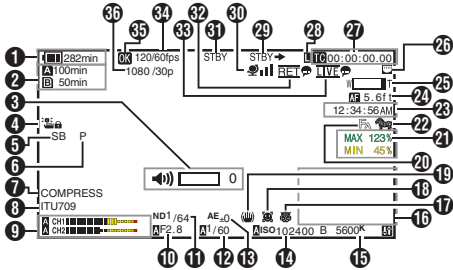 36 35 34 32 31 30 29 28 27
33 26
1 282min OK 120/60fps STBY STBY L TC 00:00:00.00
2 A 100min 1080 /30p RET LIVE
B 50min W T 25
AF 5.6ft 24
3 12:34:56AM 23
4 FA 22
5 SB P MAX 123% 21
6 MIN 45%
20
0 19
7 COMPRESS 18
8 ITU709 17
9 A CH1 ND1/64 AE±0 16
A CH2 A F2.8 A 1/60 A ISO102400 B 5600K
10 11 12 13 14 15